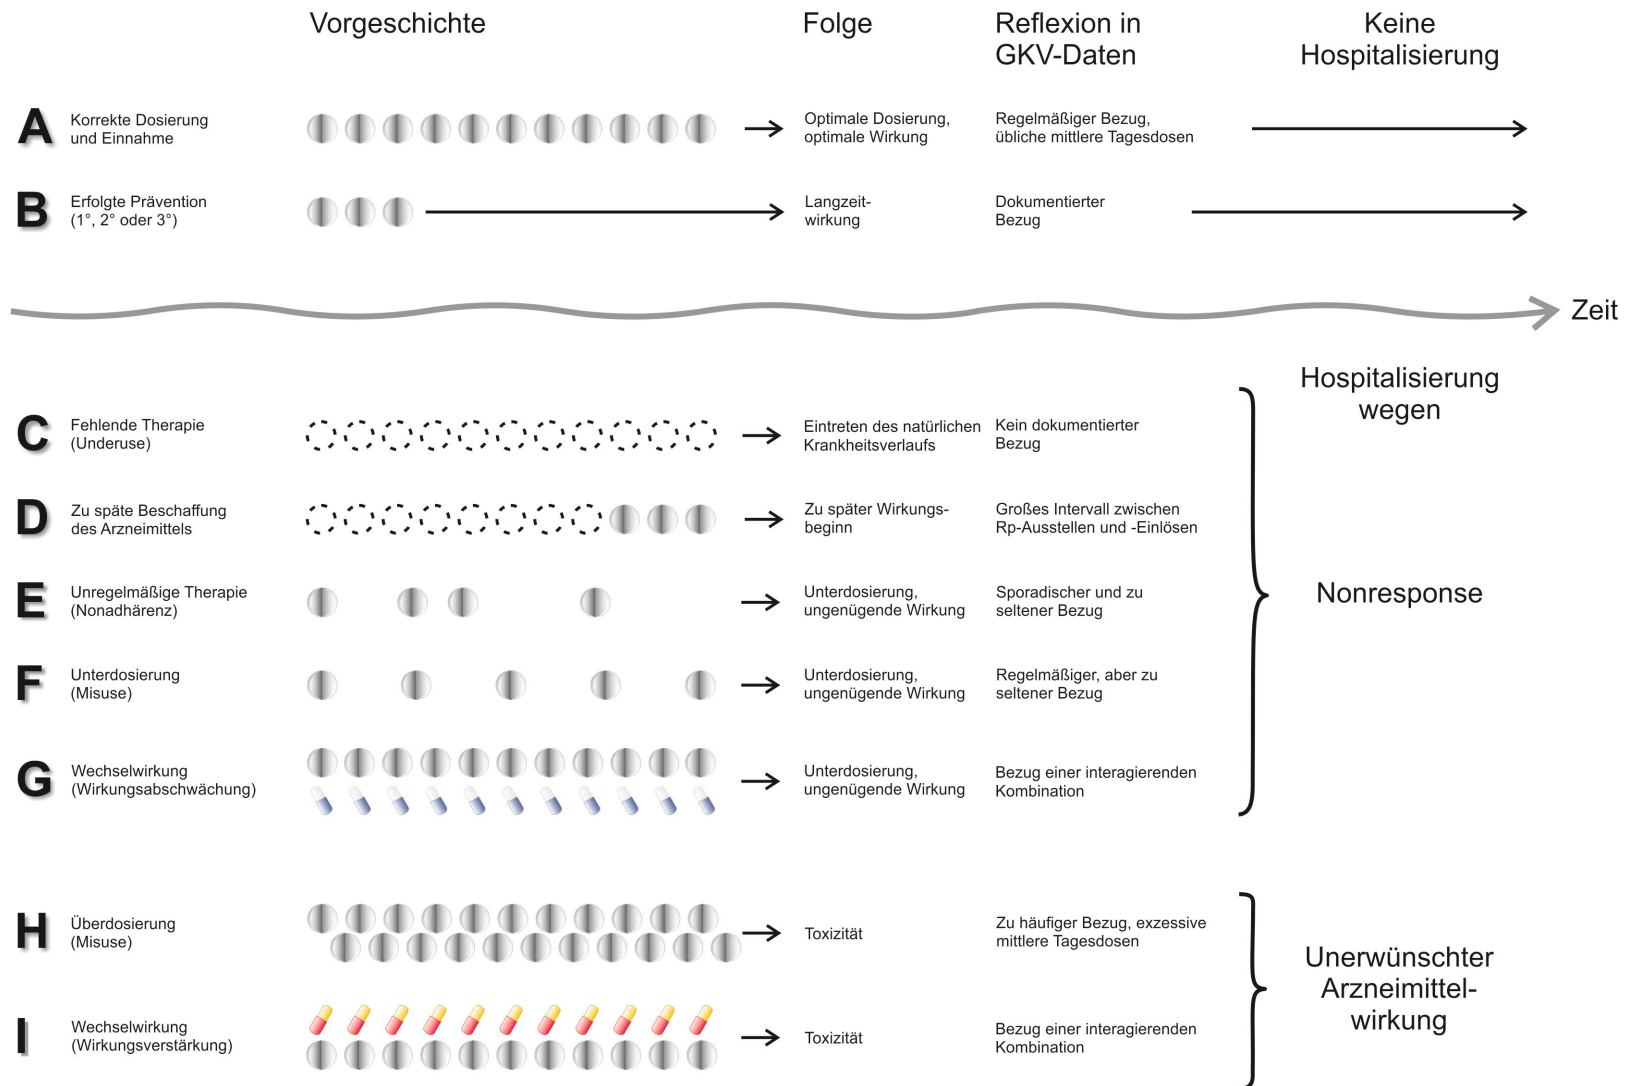 Vorgeschichte
Folge
Reflexion in
GKV-Daten
Keine
Hospitalisierung
A
Korrekte Dosierung
und Einnahme
Optimale Dosierung,
optimale Wirkung
Regelmäßiger Bezug,
übliche mittlere Tagesdosen
B
Erfolgte Prävention
(1°, 2° oder 3°)
Langzeit-
wirkung
Dokumentierter
Bezug
Zeit
Hospitalisierung
wegen
C
Fehlende Therapie
(Underuse)
Eintreten des natürlichen
Krankheitsverlaufs
Kein dokumentierter
Bezug
D
Zu späte Beschaffung
des Arzneimittels
Zu später Wirkungs-
beginn
Großes Intervall zwischen
Rp-Ausstellen und -Einlösen
E
Unregelmäßige Therapie
(Nonadhärenz)
Unterdosierung,
ungenügende Wirkung
Sporadischer und zu
seltener Bezug
Nonresponse
F
Unterdosierung
(Misuse)
Unterdosierung,
ungenügende Wirkung
Regelmäßiger, aber zu
seltener Bezug
G
Wechselwirkung
(Wirkungsabschwächung)
Unterdosierung,
ungenügende Wirkung
Bezug einer interagierenden
Kombination
H
Überdosierung
(Misuse)
Toxizität
Zu häufiger Bezug, exzessive
mittlere Tagesdosen
Unerwünschter
Arzneimittel-
wirkung
I
Wechselwirkung
(Wirkungsverstärkung)
Toxizität
Bezug einer interagierenden
Kombination